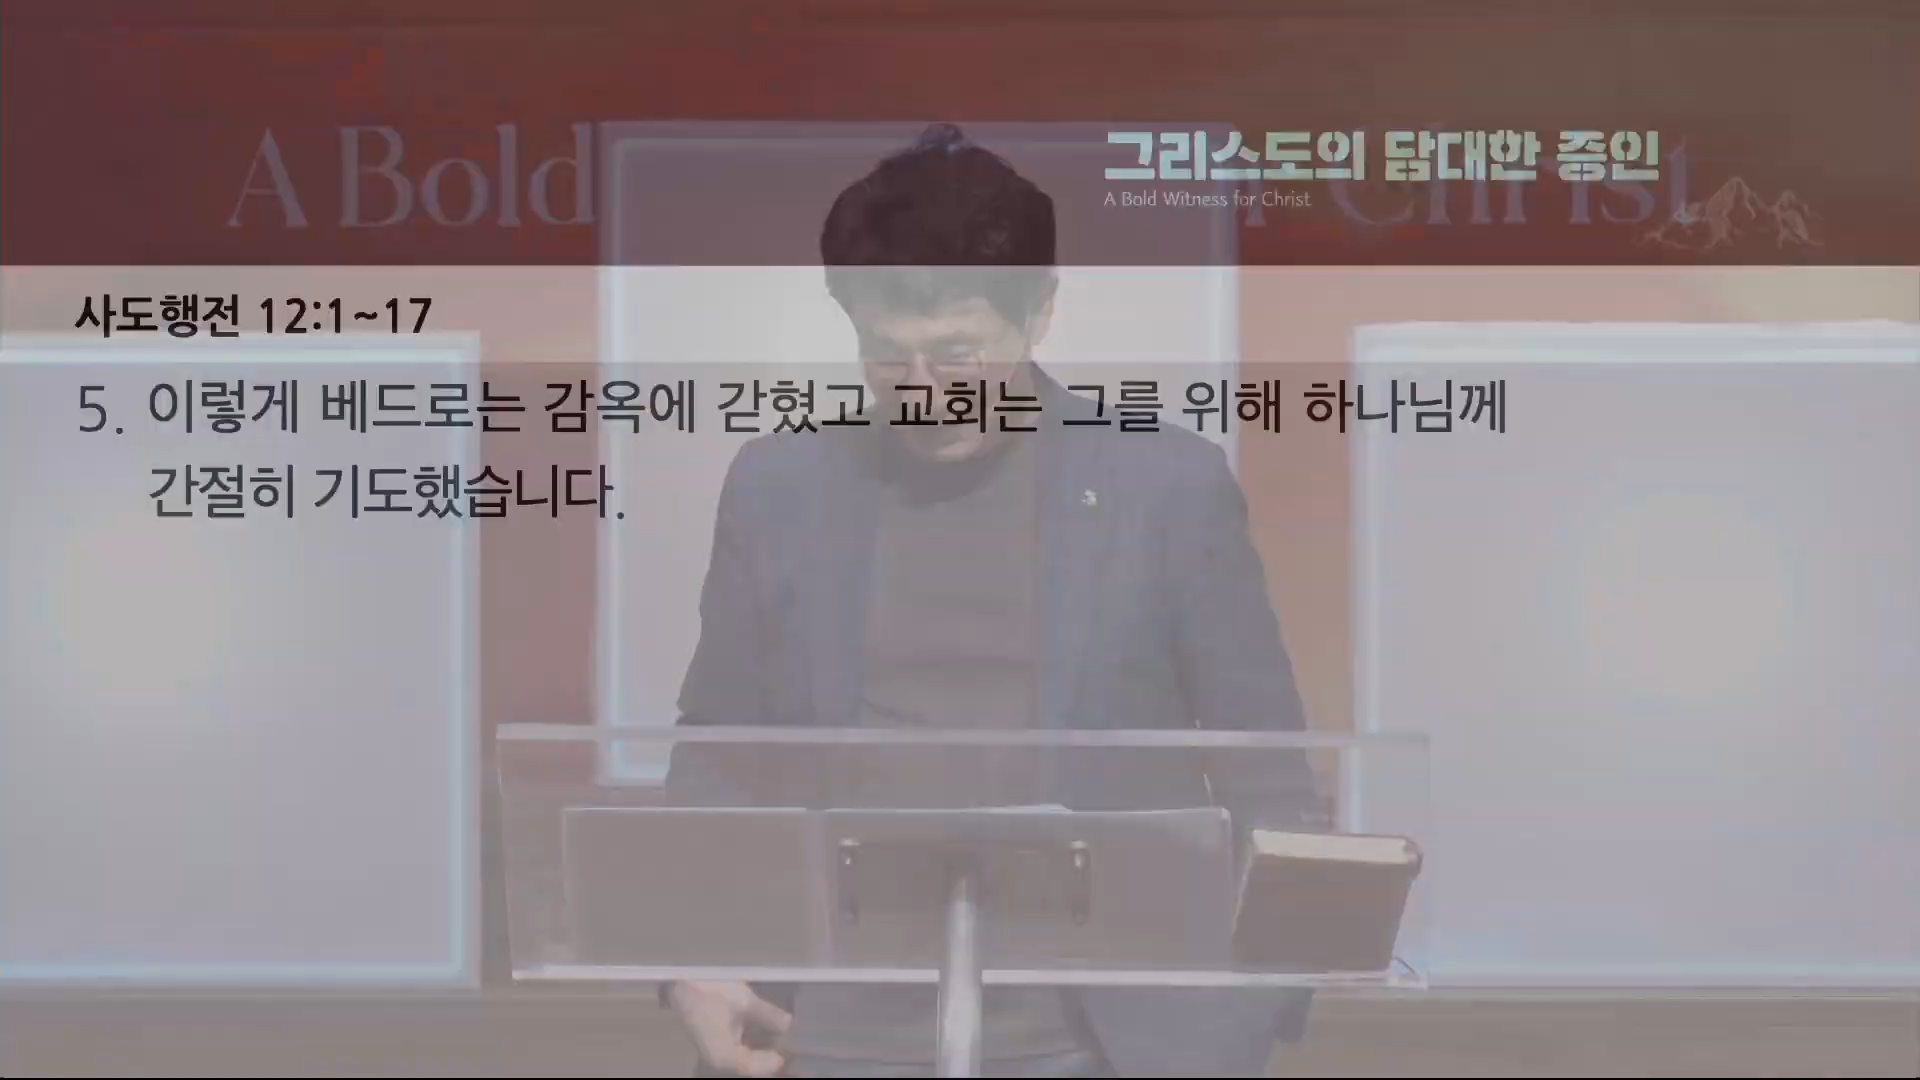 A Bold Christ
그리스도의 담대한 증인
A Bold Witness for Christ
사도행전 12:1~17
5. 이렇게 베드로는 감옥에 갇혔고 교회는 그를 위해 하나님께
간절히 기도했습니다.